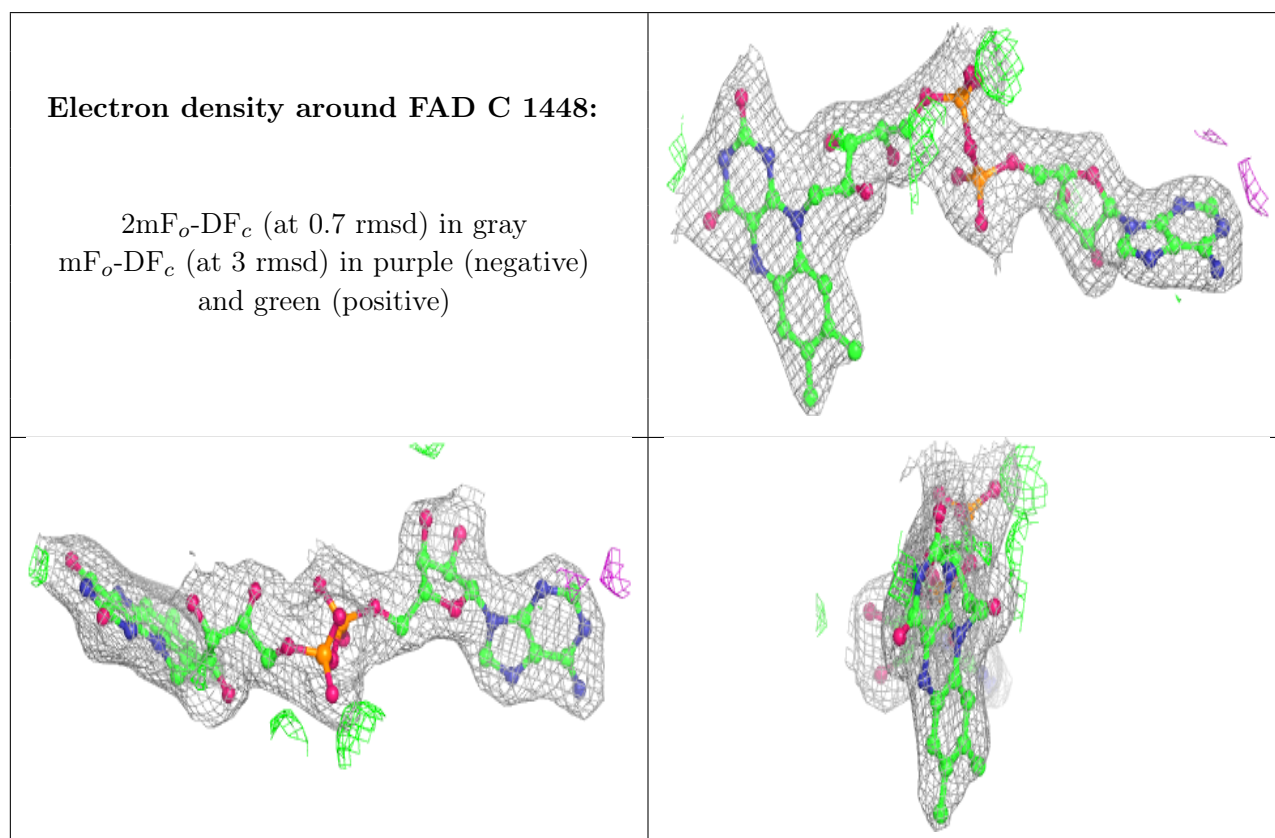 Electron density around FAD C 1448:
2mFo-DFc (at 0.7 rmsd) in gray
mFo-DFc (at 3 rmsd) in purple (negative)
and green (positive)